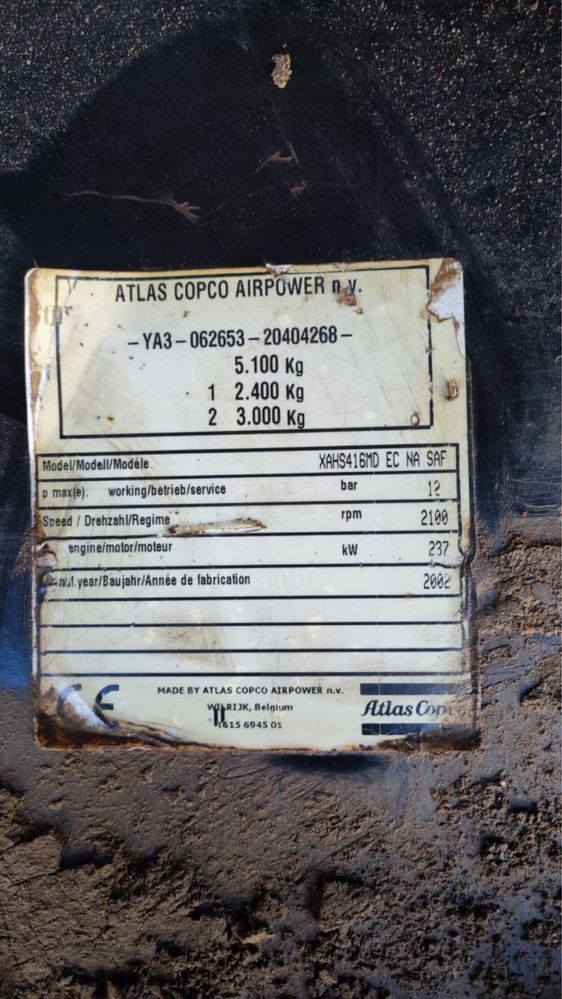 ATLAS COPCO AIRPOWER n.v.
-YA3-062653-20404268-
5.100 Kg
1 2.400 Kg
2 3.000 Kg
Model/Modell/Modèle XAHS416MD EC NA SAF
p max(e). working/betrieb/service bar 12
Speed / Drehzahl/Regime rpm 2100
engine/motor/moteur kW 237
year/Baujahr/Année de fabrication 2002
CE MADE BY ATLAS COPCO AIRPOWER n.v.
WILRIJK, Belgium Atlas Cop
1615 6945 01